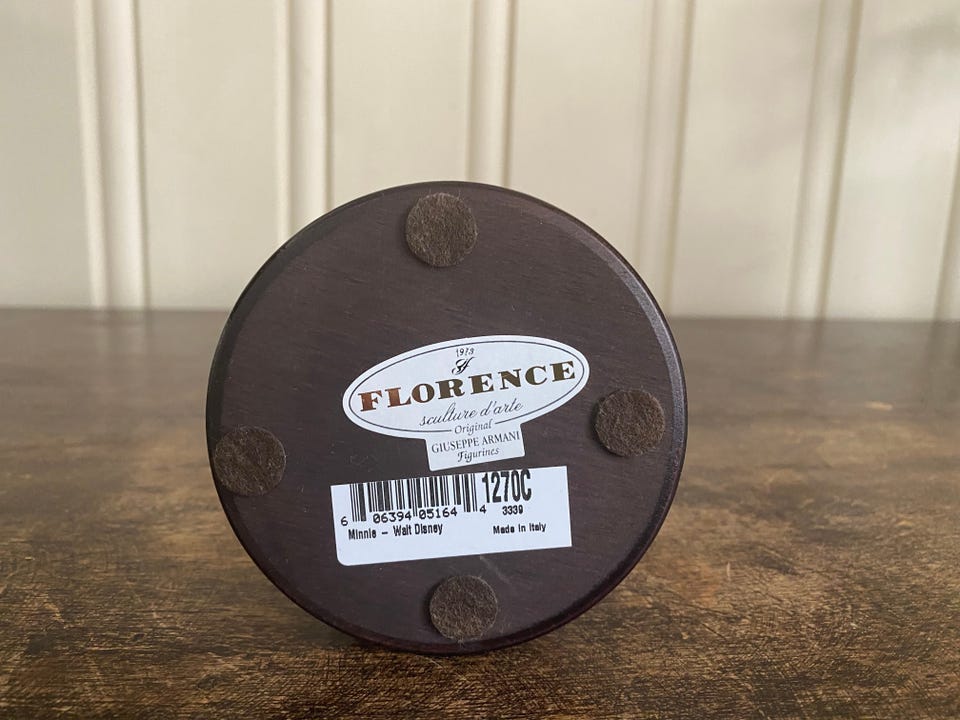 1973
FLORENCE
sculture d'arte
Original
GIUSEPPE ARMANI
Figurines
1270C
6 06394 05164 4 3339
Minnie - Walt Disney Made in Italy